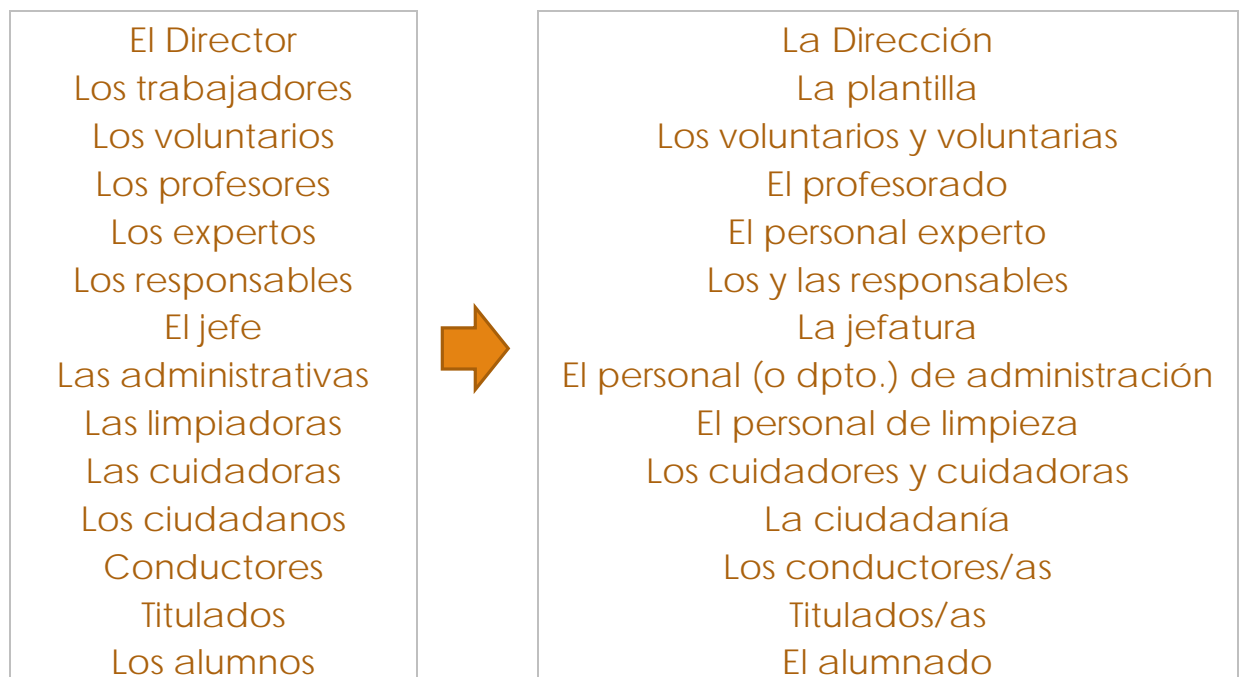 El Director
Los trabajadores
Los voluntarios
Los profesores
Los expertos
Los responsables
El jefe
Las administrativas
Las limpiadoras
Las cuidadoras
Los ciudadanos
Conductores
Titulados
Los alumnos
La Dirección
La plantilla
Los voluntarios y voluntarias
El profesorado
El personal experto
Los y las responsables
La jefatura
El personal (o dpto.) de administración
El personal de limpieza
Los cuidadores y cuidadoras
La ciudadanía
Los conductores/as
Titulados/as
El alumnado